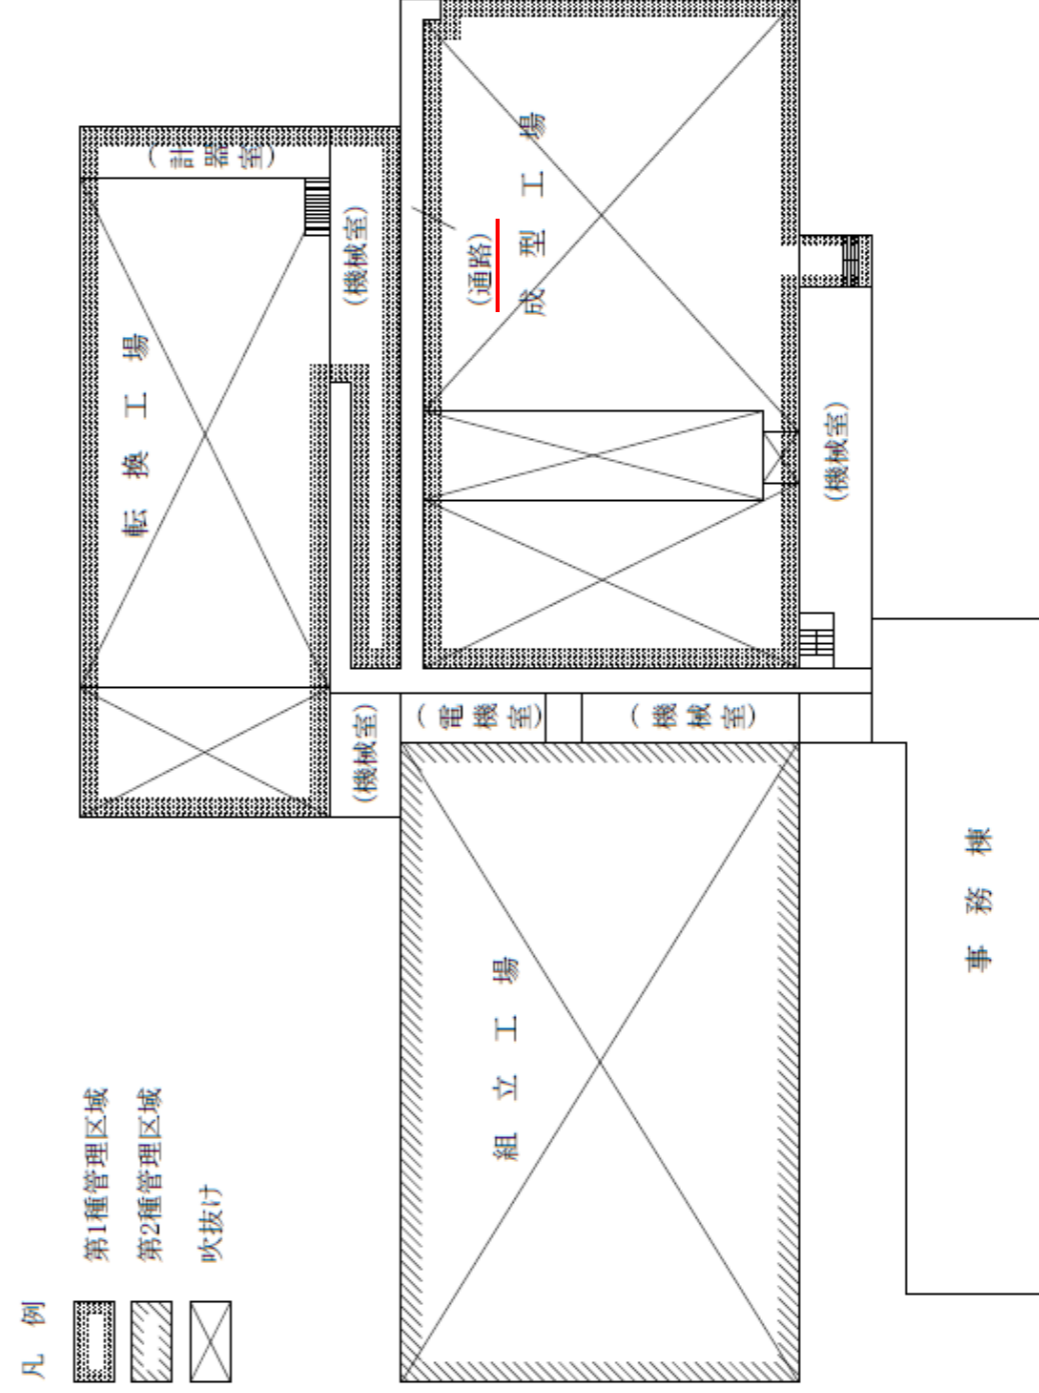 凡例
第1種管理区域
第2種管理区域
吹抜け
転換工場
(計器室)
(機械室)
(機械室)
(通路)
成型工場
(電機室)
(機械室)
(機械室)
組立工場
事務棟